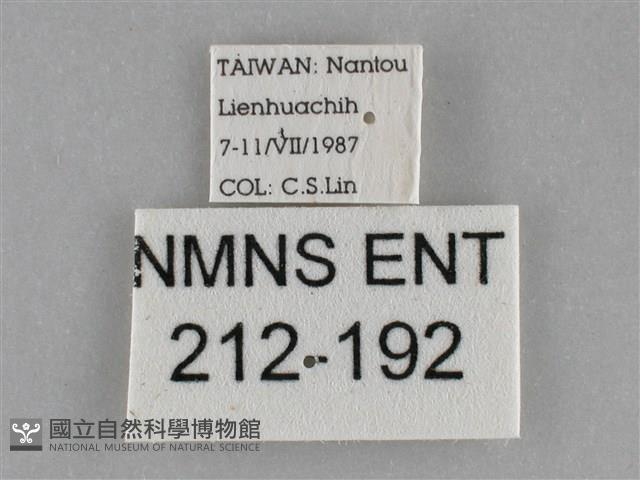 TAIWAN: Nantou
Lienhuachih
7-11/VII/1987
COL: C.S.Lin
NMNS ENT
212-192
國立自然科學博物館
NATIONAL MUSEUM OF NATURAL SCIENCE